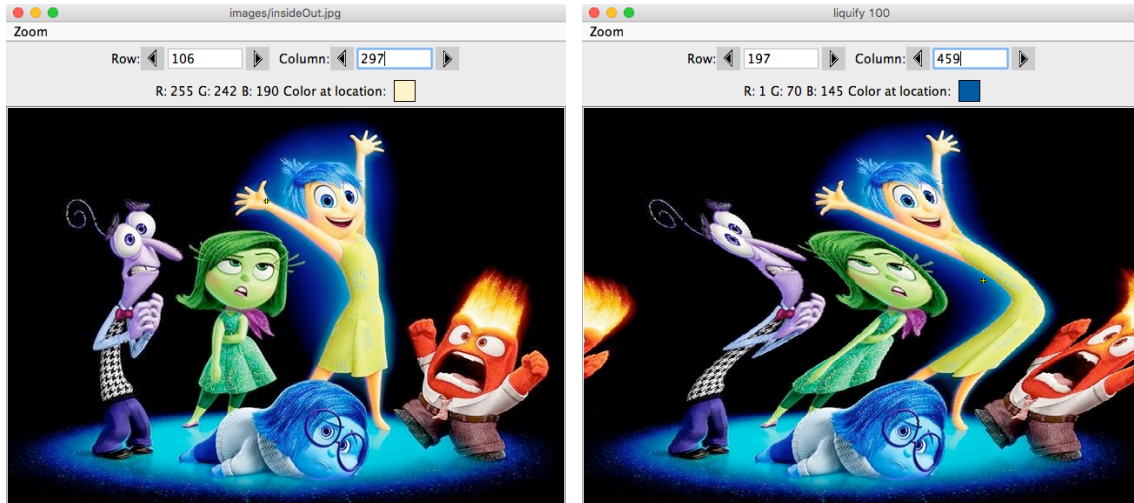 images/insideOut.jpg
Zoom
Row: 106 Column: 297
R: 255 G: 242 B: 190 Color at location:
liquify 100
Zoom
Row: 197 Column: 459
R: 1 G: 70 B: 145 Color at location: